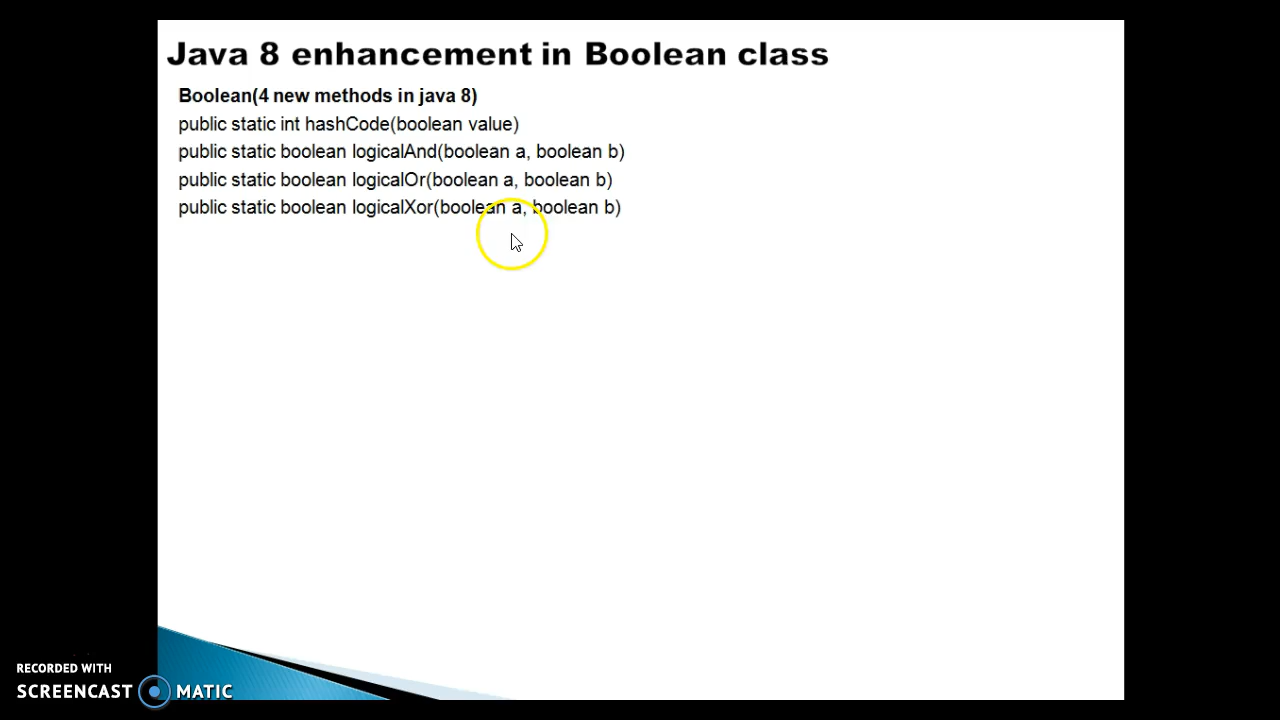 Java 8 enhancement in Boolean class
Boolean(4 new methods in java 8)
public static int hashCode(boolean value)
public static boolean logicalAnd(boolean a, boolean b)
public static boolean logicalOr(boolean a, boolean b)
public static boolean logicalXor(boolean a, boolean b)
RECORDED WITH
SCREENCAST MATIC